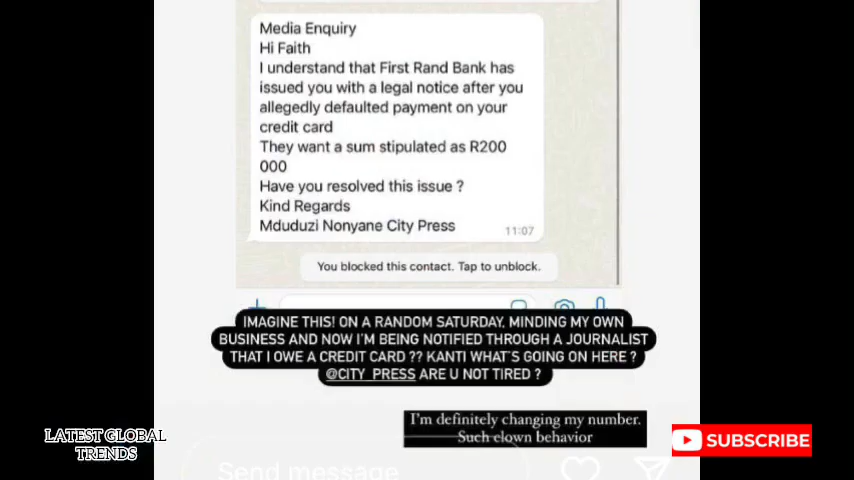 Media Enquiry
Hi Faith
I understand that First Rand Bank has
issued you with a legal notice after you
allegedly defaulted payment on your
credit card
They want a sum stipulated as R200
000
Have you resolved this issue ?
Kind Regards
Mduduzi Nonyane City Press
11:07
You blocked this contact. Tap to unblock.
IMAGINE THIS! ON A RANDOM SATURDAY, MINDING MY OWN
BUSINESS AND NOW I'M BEING NOTIFIED THROUGH A JOURNALIST
THAT I OWE A CREDIT CARD ?? KANTI WHAT'S GOING ON HERE ?
@CITY_PRESS ARE U NOT TIRED ?
I'm definitely changing my number.
Such clown behavior
LATEST GLOBAL
TRENDS
SUBSCRIBE
Send message